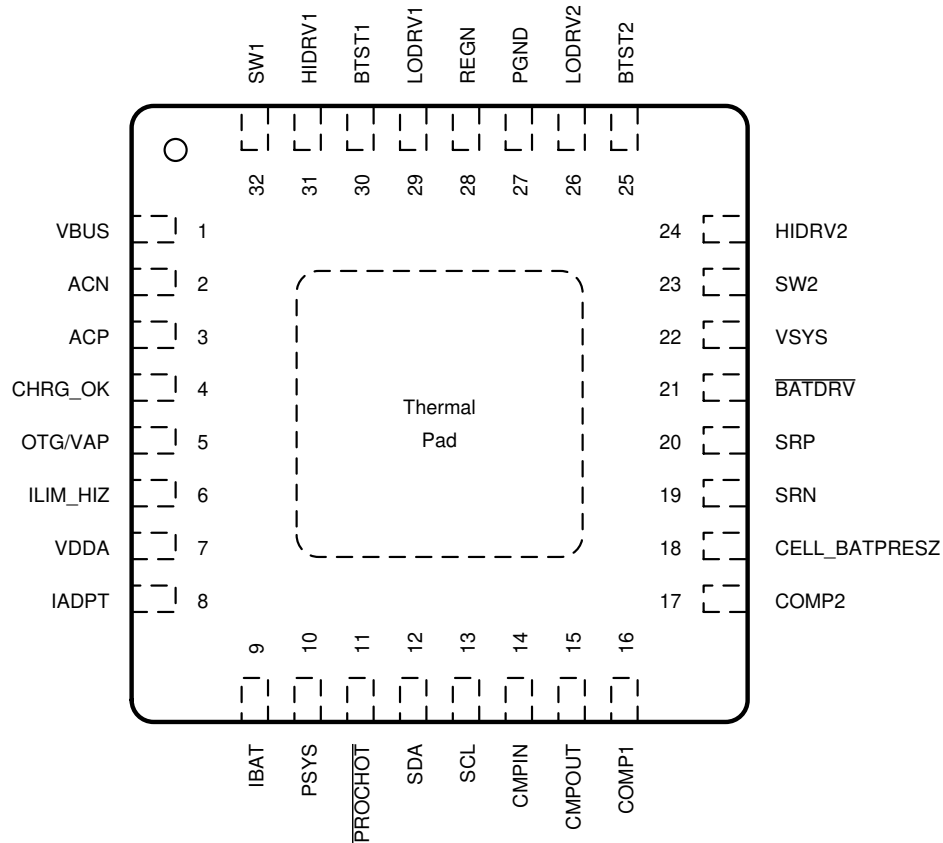 SW1
HIDRV1
BTST1
LODRV1
REGN
PGND
LODRV2
BTST2
32
31
30
29
28
27
26
25
VBUS 1
ACN 2
ACP 3
CHRG_OK 4
OTG/VAP 5
ILIM_HIZ 6
VDDA 7
IADPT 8
24 HIDRV2
23 SW2
22 VSYS
21 BATDRV
20 SRP
19 SRN
18 CELL_BATPRESZ
17 COMP2
Thermal
Pad
9
10
11
12
13
14
15
16
IBAT
PSYS
PROCHOT
SDA
SCL
CMPIN
CMPOUT
COMP1